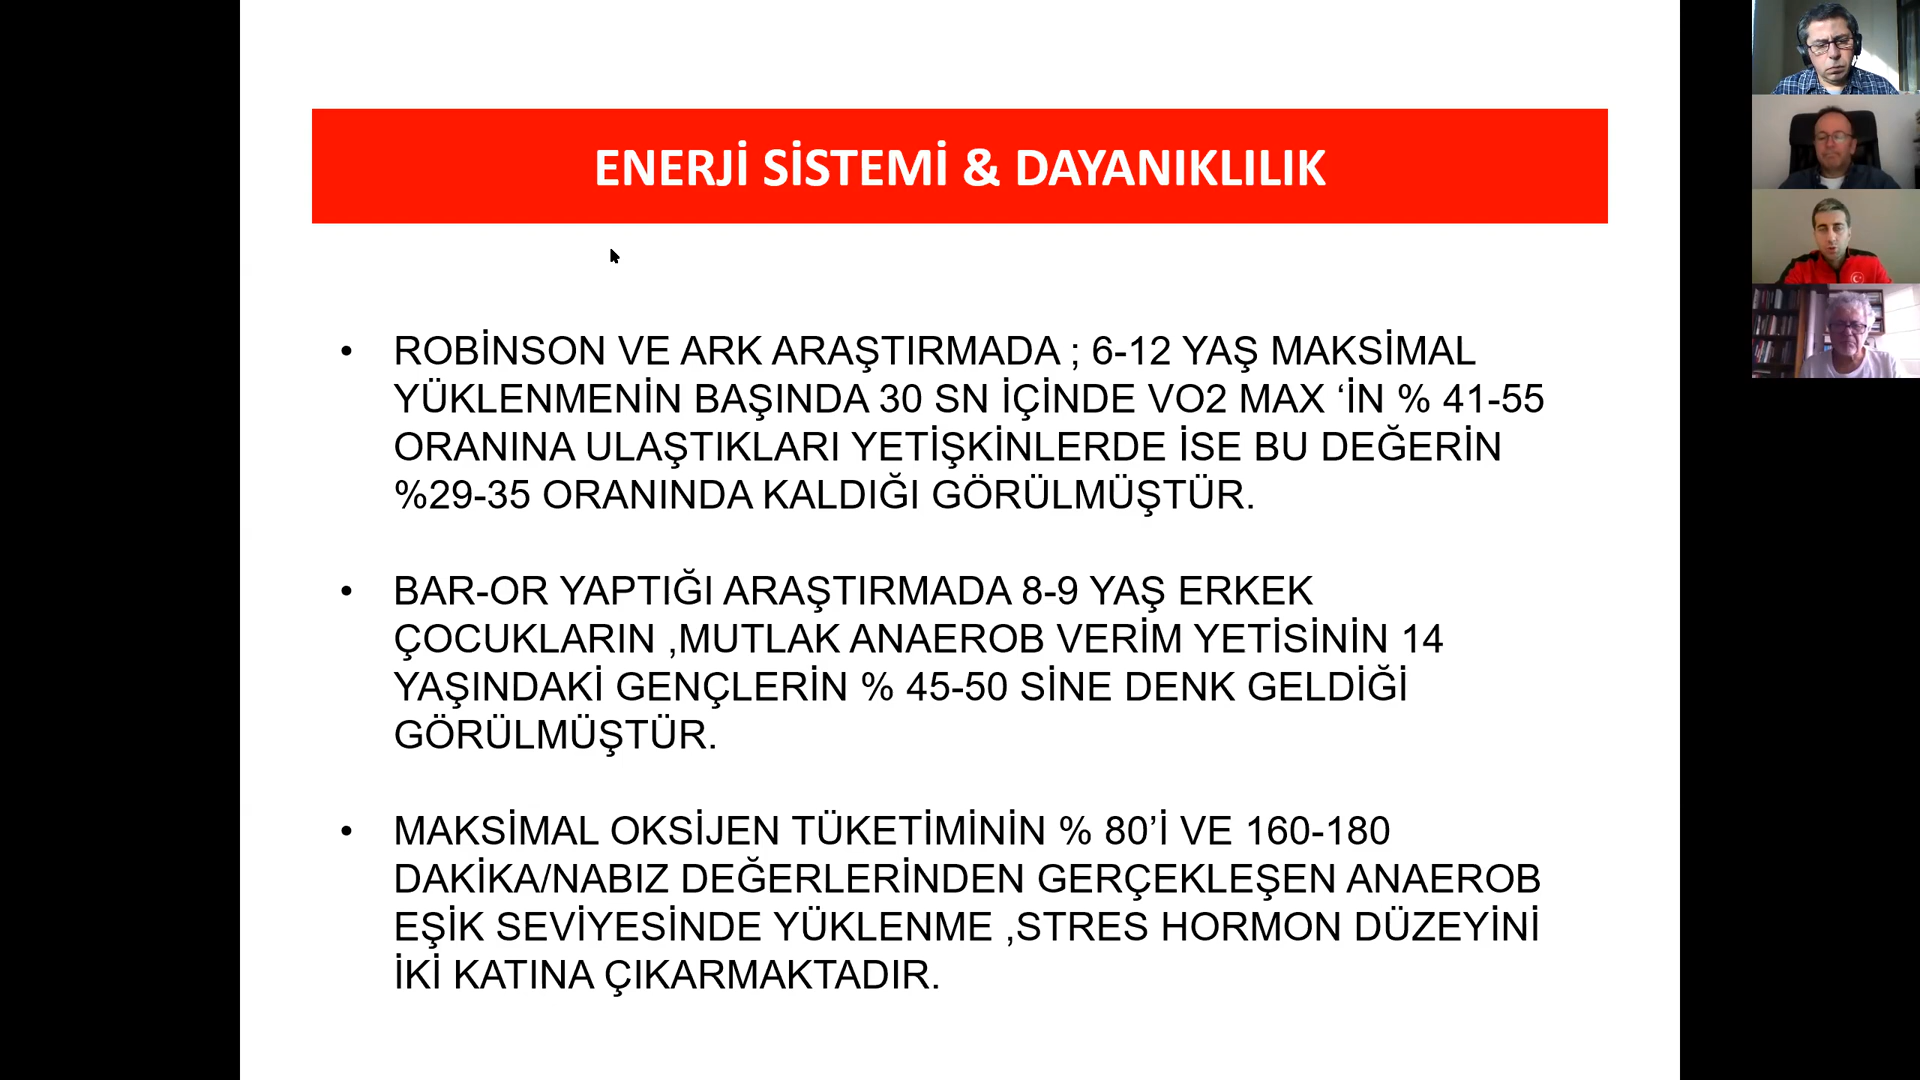 ENERJİ SİSTEMİ & DAYANIKLILIK
• ROBİNSON VE ARK ARAŞTIRMADA ; 6-12 YAŞ MAKSİMAL
YÜKLENMENİN BAŞINDA 30 SN İÇİNDE VO2 MAX ‘İN % 41-55
ORANINA ULAŞTIKLARI YETİŞKİNLERDE İSE BU DEĞERİN
%29-35 ORANINDA KALDIĞI GÖRÜLMÜŞTÜR.
• BAR-OR YAPTIĞI ARAŞTIRMADA 8-9 YAŞ ERKEK
ÇOCUKLARIN ,MUTLAK ANAEROB VERİM YETİSİNİN 14
YAŞINDAKİ GENÇLERİN % 45-50 SİNE DENK GELDİĞİ
GÖRÜLMÜŞTÜR.
• MAKSİMAL OKSİJEN TÜKETİMİNİN % 80’İ VE 160-180
DAKİKA/NABIZ DEĞERLERİNDEN GERÇEKLEŞEN ANAEROB
EŞİK SEVİYESİNDE YÜKLENME ,STRES HORMON DÜZEYİNİ
İKİ KATINA ÇIKARMAKTADIR.